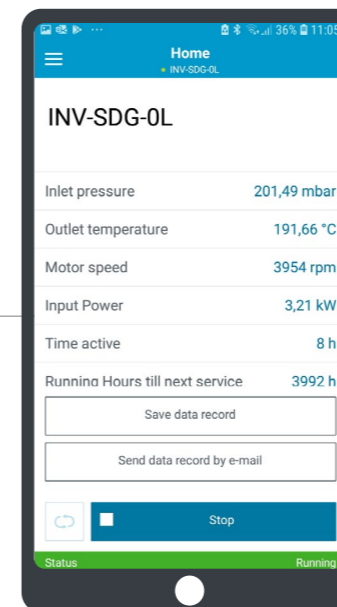 36% 11:05
Home
INV-SDG-0L
INV-SDG-0L
Inlet pressure 201,49 mbar
Outlet temperature 191,66 °C
Motor speed 3954 rpm
Input Power 3,21 kW
Time active 8 h
Running Hours till next service 3992 h
Save data record
Send data record by e-mail
Stop
Status Running